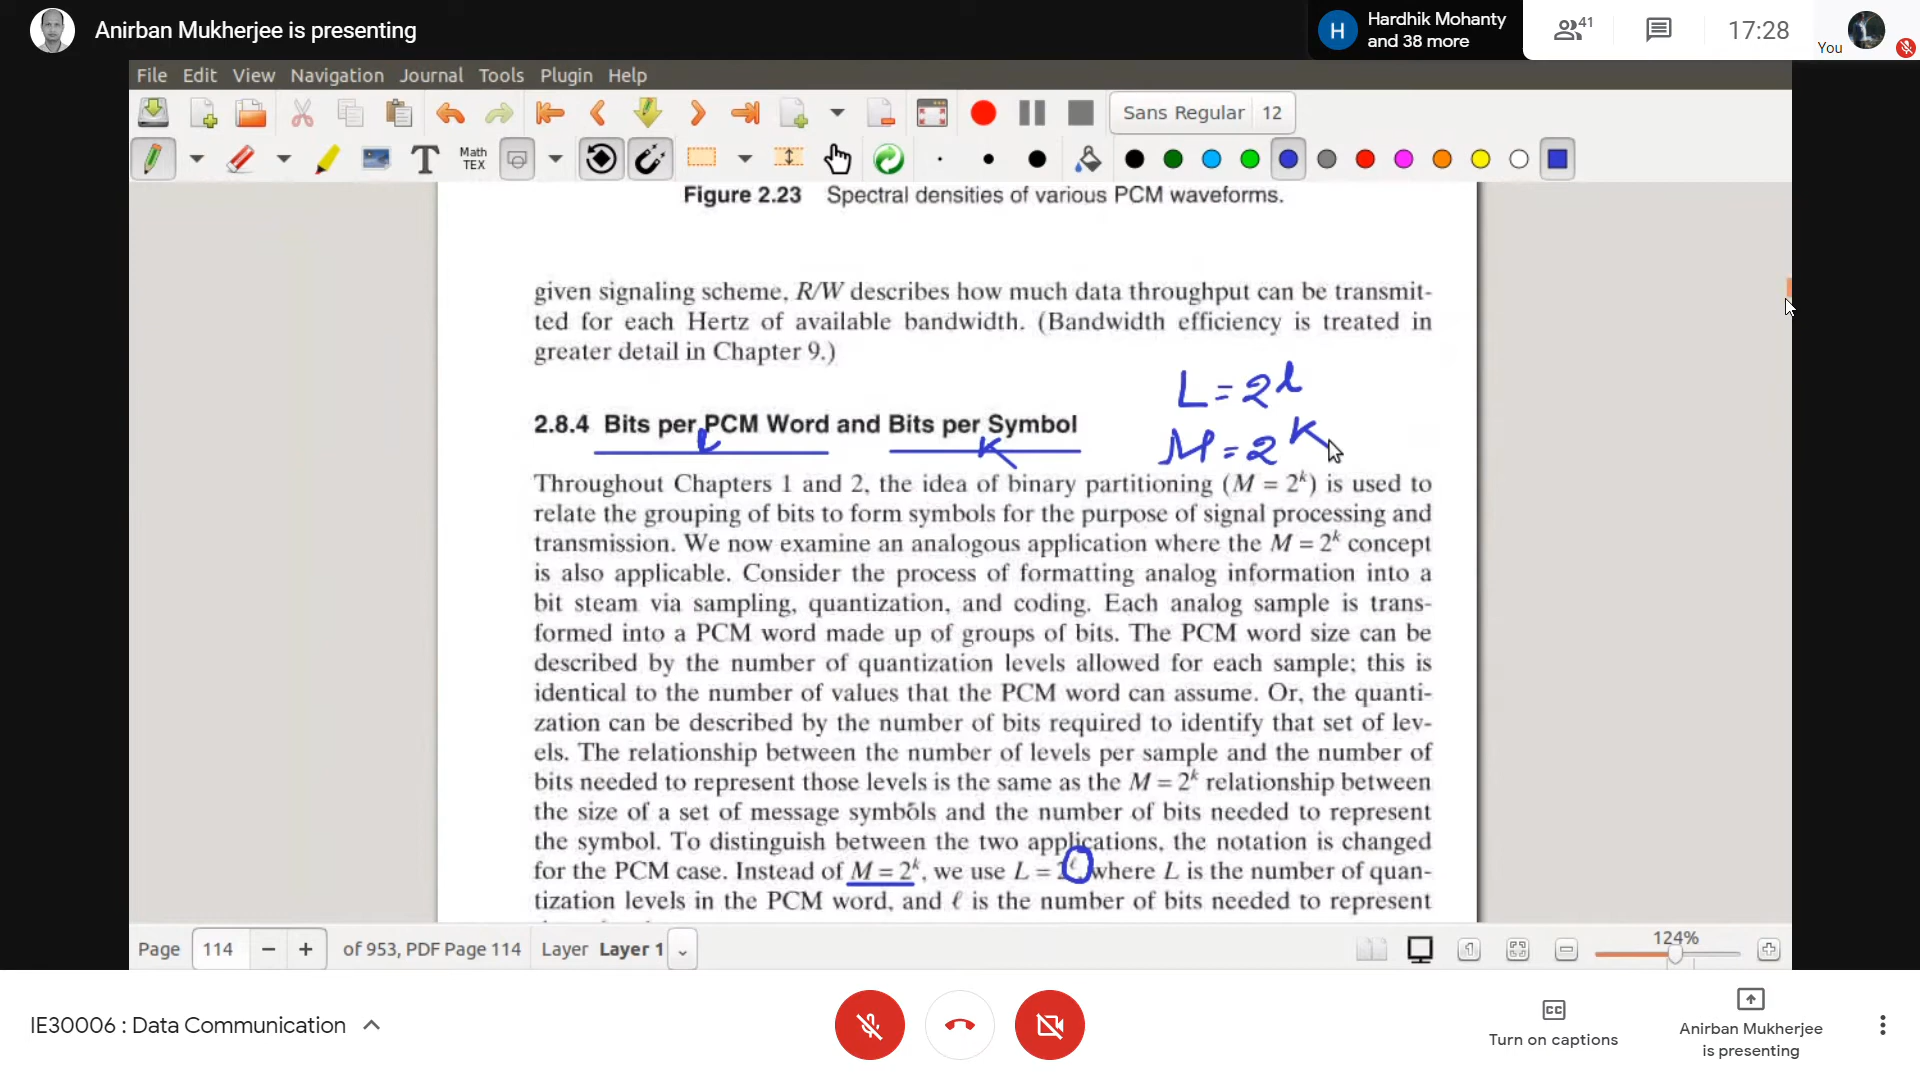 Anirban Mukherjee is presenting
H
Hardhik Mohanty
and 38 more
41
17:28
You
File Edit View Navigation Journal Tools Plugin Help
Sans Regular 12
Math
TEX
T
Figure 2.23 Spectral densities of various PCM waveforms.
given signaling scheme, R/W describes how much data throughput can be transmit-
ted for each Hertz of available bandwidth. (Bandwidth efficiency is treated in
greater detail in Chapter 9.)
L = 2^l
2.8.4 Bits per PCM Word and Bits per Symbol
M = 2^K
l
K
Throughout Chapters 1 and 2, the idea of binary partitioning (M = 2^k) is used to
relate the grouping of bits to form symbols for the purpose of signal processing and
transmission. We now examine an analogous application where the M = 2^k concept
is also applicable. Consider the process of formatting analog information into a
bit steam via sampling, quantization, and coding. Each analog sample is trans-
formed into a PCM word made up of groups of bits. The PCM word size can be
described by the number of quantization levels allowed for each sample; this is
identical to the number of values that the PCM word can assume. Or, the quanti-
zation can be described by the number of bits required to identify that set of lev-
els. The relationship between the number of levels per sample and the number of
bits needed to represent those levels is the same as the M = 2^k relationship between
the size of a set of message symbols and the number of bits needed to represent
the symbol. To distinguish between the two applications, the notation is changed
for the PCM case. Instead of M = 2^k, we use L = 2^ℓ where L is the number of quan-
tization levels in the PCM word, and ℓ is the number of bits needed to represent
Page 114 − + of 953, PDF Page 114 Layer Layer 1
124%
IE30006 : Data Communication
CC
Turn on captions
Anirban Mukherjee
is presenting